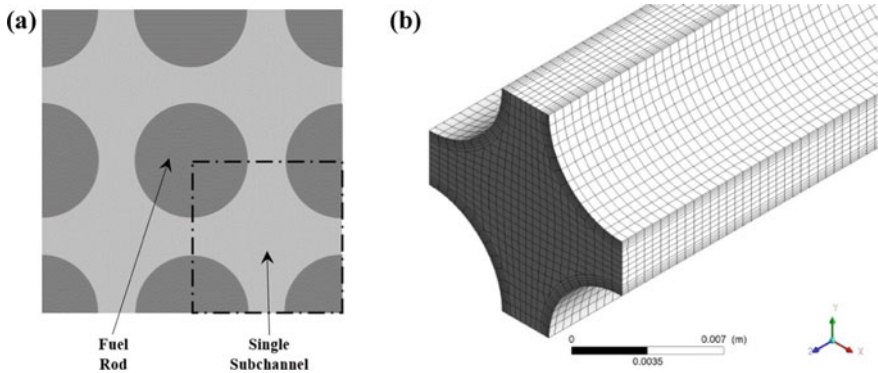 (a)
Fuel
Rod
Single
Subchannel
(b)
0
0.007 (m)
0.0035
Y
Z
X